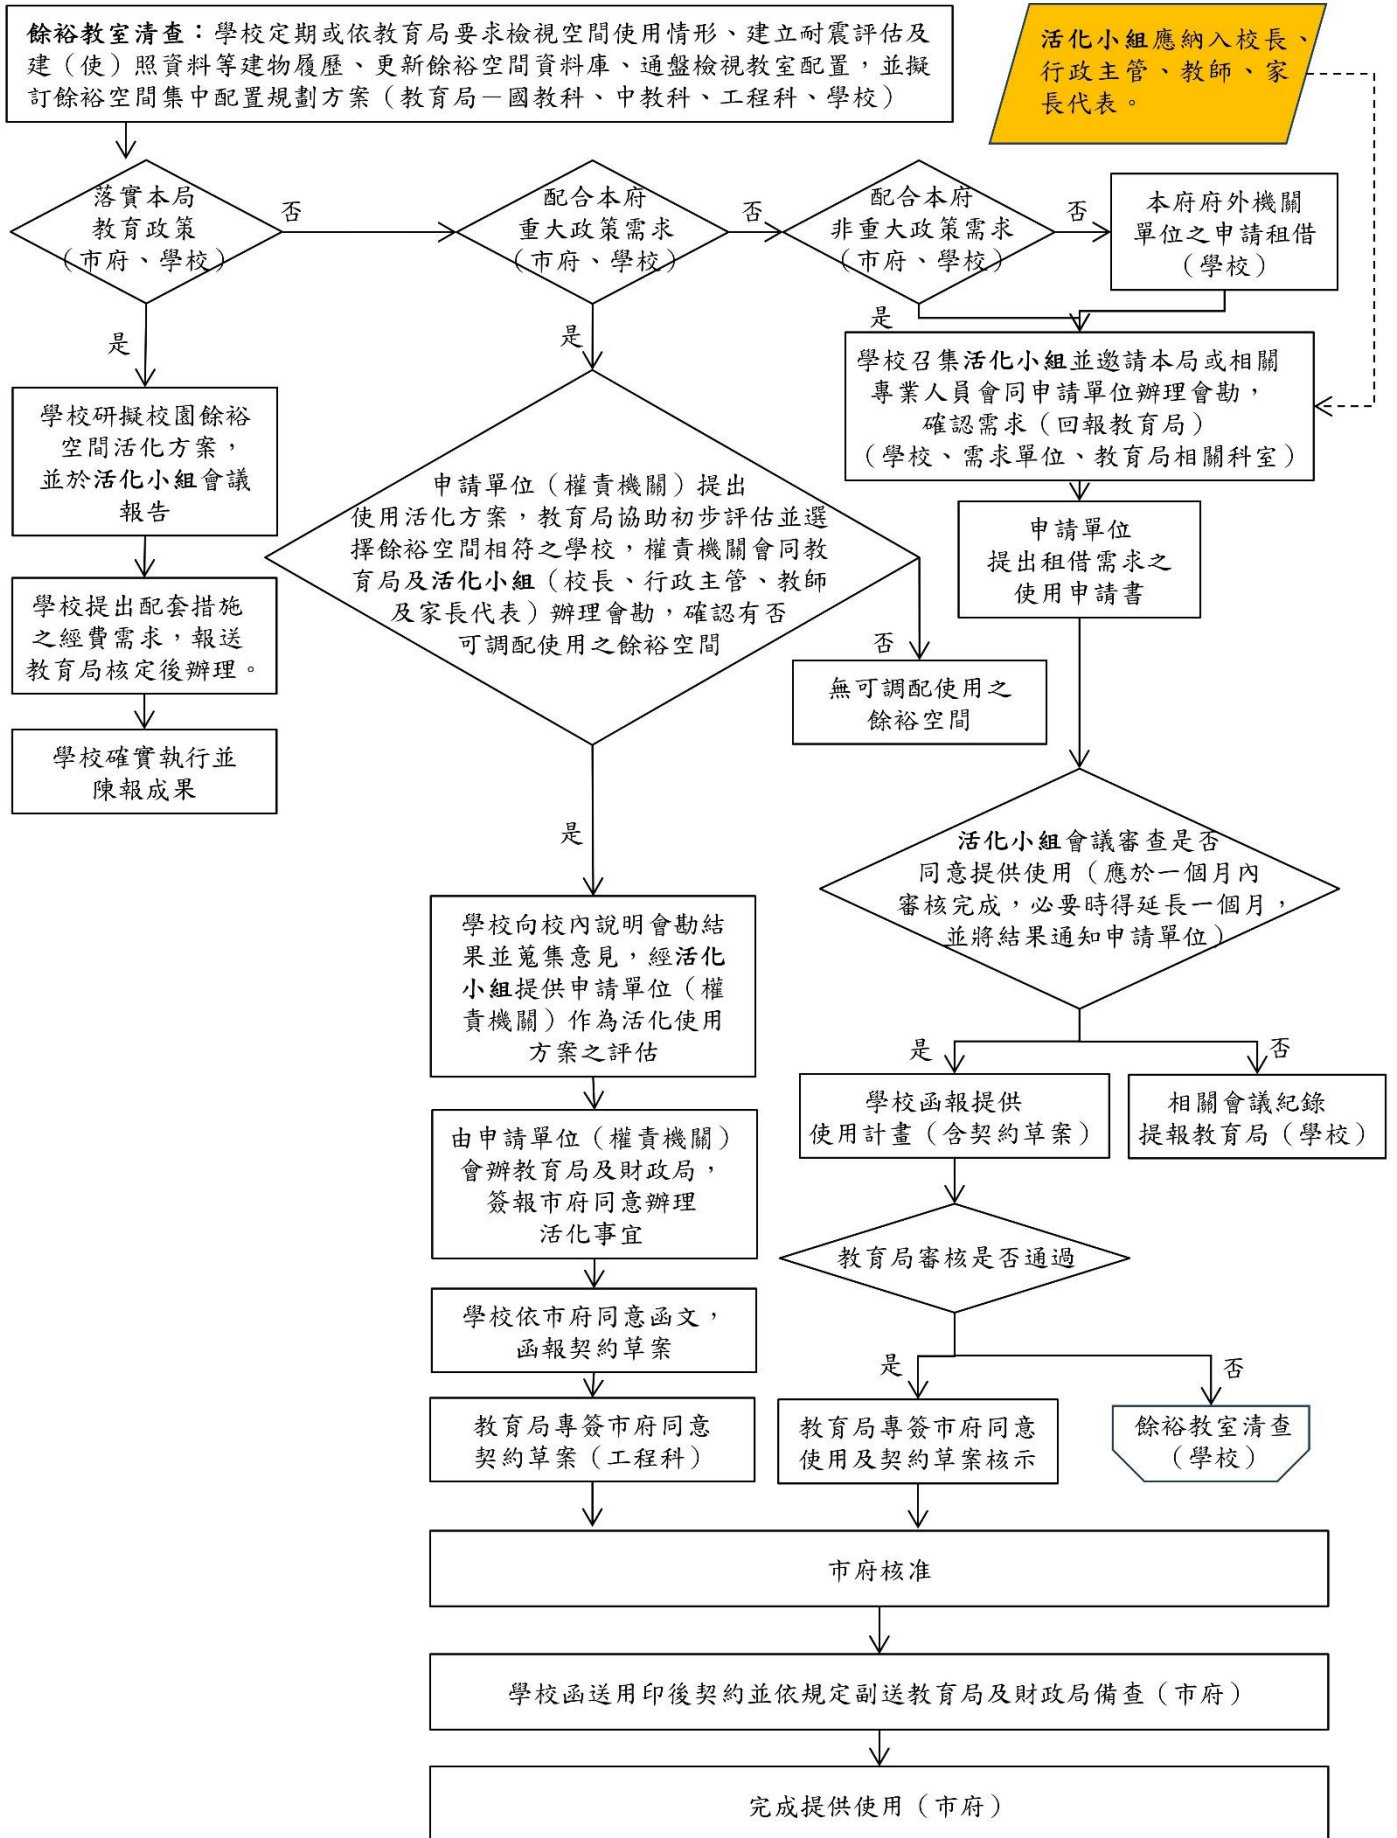 餘裕教室清查：學校定期或依教育局要求檢視空間使用情形、建立耐震評估及
建（使）照資料等建物履歷、更新餘裕空間資料庫、通盤檢視教室配置，並擬
訂餘裕空間集中配置規劃方案（教育局－國教科、中教科、工程科、學校）
活化小組應納入校長、
行政主管、教師、家
長代表。
落實本局
教育政策
（市府、學校）
否
配合本府
重大政策需求
（市府、學校）
否
配合本府
非重大政策需求
（市府、學校）
否
本府府外機關
單位之申請租借
（學校）
是
學校研擬校園餘裕
空間活化方案，
並於活化小組會議
報告
學校提出配套措施
之經費需求，報送
教育局核定後辦理。
學校確實執行並
陳報成果
是
申請單位（權責機關）提出
使用活化方案，教育局協助初步評估並選
擇餘裕空間相符之學校，權責機關會同教
育局及活化小組（校長、行政主管、教師
及家長代表）辦理會勘，確認有否
可調配使用之餘裕空間
否
無可調配使用之
餘裕空間
是
學校向校內說明會勘結
果並蒐集意見，經活化
小組提供申請單位（權
責機關）作為活化使用
方案之評估
由申請單位（權責機關）
會辦教育局及財政局，
簽報市府同意辦理
活化事宜
學校依市府同意函文，
函報契約草案
教育局專簽市府同意
契約草案（工程科）
是
學校召集活化小組並邀請本局或相關
專業人員會同申請單位辦理會勘，
確認需求（回報教育局）
（學校、需求單位、教育局相關科室）
申請單位
提出租借需求之
使用申請書
活化小組會議審查是否
同意提供使用（應於一個月內
審核完成，必要時得延長一個月，
並將結果通知申請單位）
是
否
學校函報提供
使用計畫（含契約草案）
相關會議紀錄
提報教育局（學校）
教育局審核是否通過
是
否
教育局專簽市府同意
使用及契約草案核示
餘裕教室清查
（學校）
市府核准
學校函送用印後契約並依規定副送教育局及財政局備查（市府）
完成提供使用（市府）